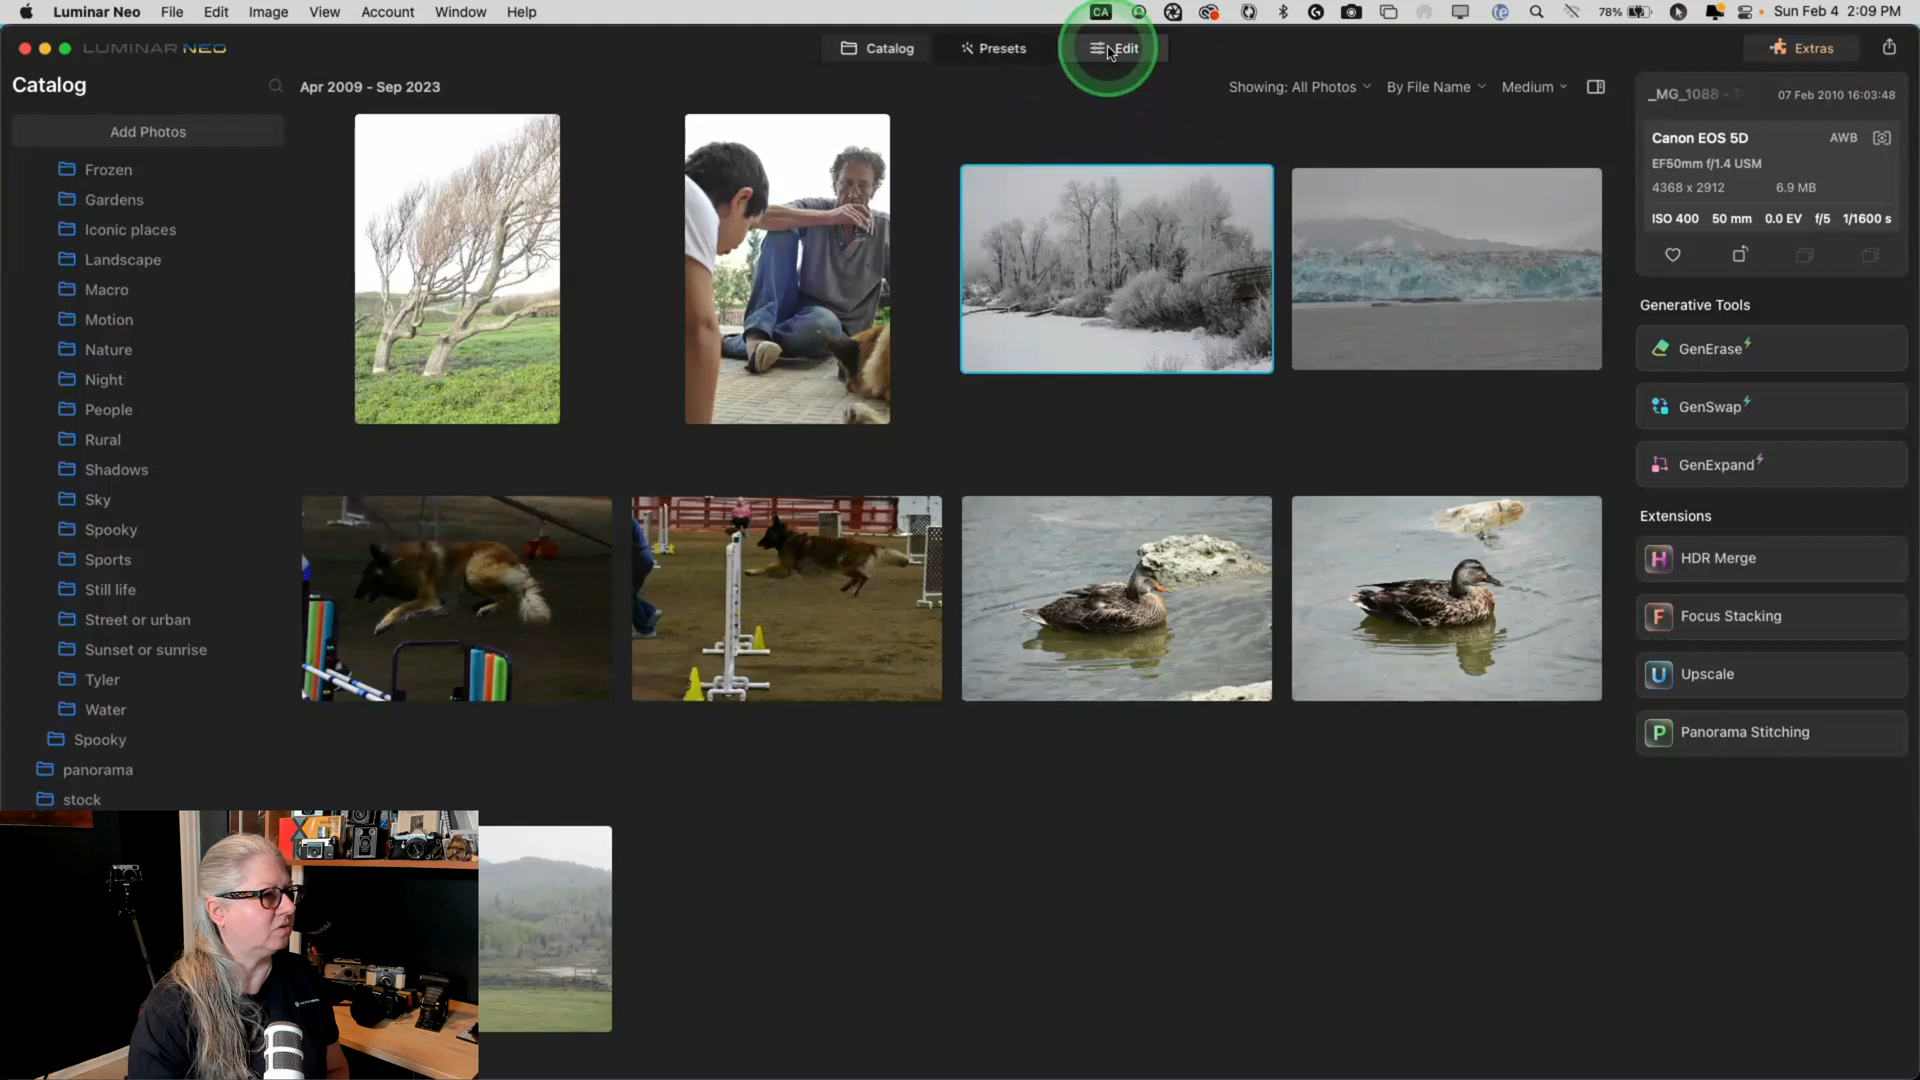 Luminar Neo File Edit Image View Account Window Help CA 78% Sun Feb 4 2:09 PM
LUMINAR NEO Catalog Presets Edit Extras
Catalog Apr 2009 - Sep 2023 Showing: All Photos By File Name Medium
_MG_1088 - 07 Feb 2010 16:03:48
Add Photos
Canon EOS 5D AWB
EF50mm f/1.4 USM
4368 x 2912 6.9 MB
ISO 400 50 mm 0.0 EV f/5 1/1600 s
Frozen
Gardens
Iconic places
Landscape
Macro
Motion
Nature
Night
People
Rural
Shadows
Sky
Spooky
Sports
Still life
Street or urban
Sunset or sunrise
Tyler
Water
Spooky
panorama
stock
Generative Tools
GenErase
GenSwap
GenExpand
Extensions
H HDR Merge
F Focus Stacking
U Upscale
P Panorama Stitching